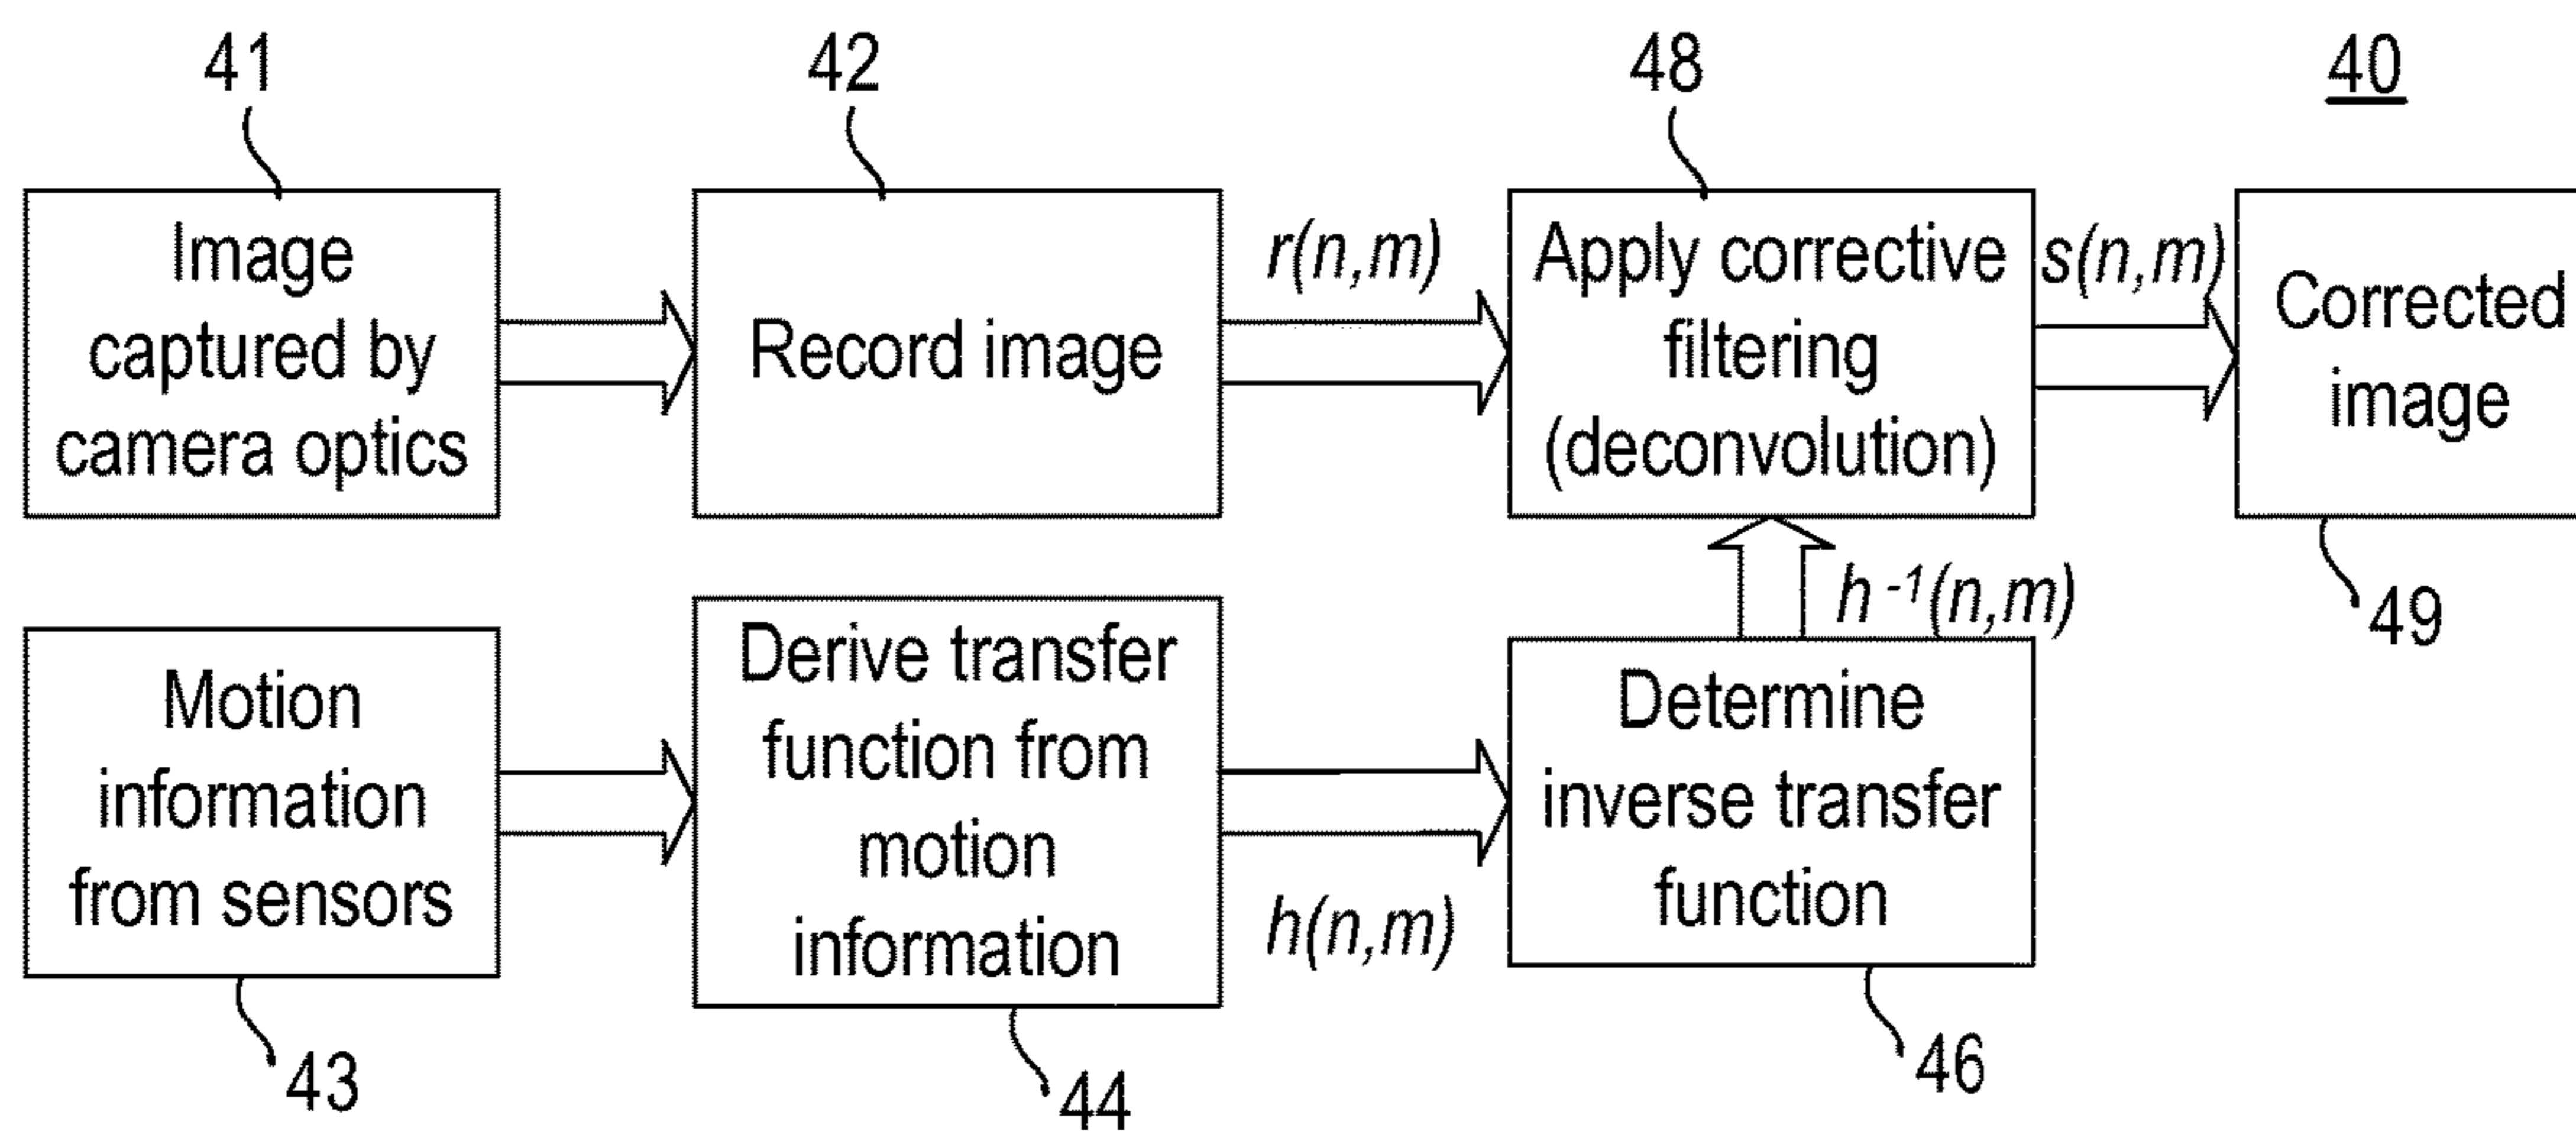 41
42
48
40
Image
captured by
camera optics
Record image
r(n,m)
Apply corrective
filtering
(deconvolution)
s(n,m)
Corrected
image
49
Motion
information
from sensors
43
Derive transfer
function from
motion
information
44
h(n,m)
h⁻¹(n,m)
Determine
inverse transfer
function
46